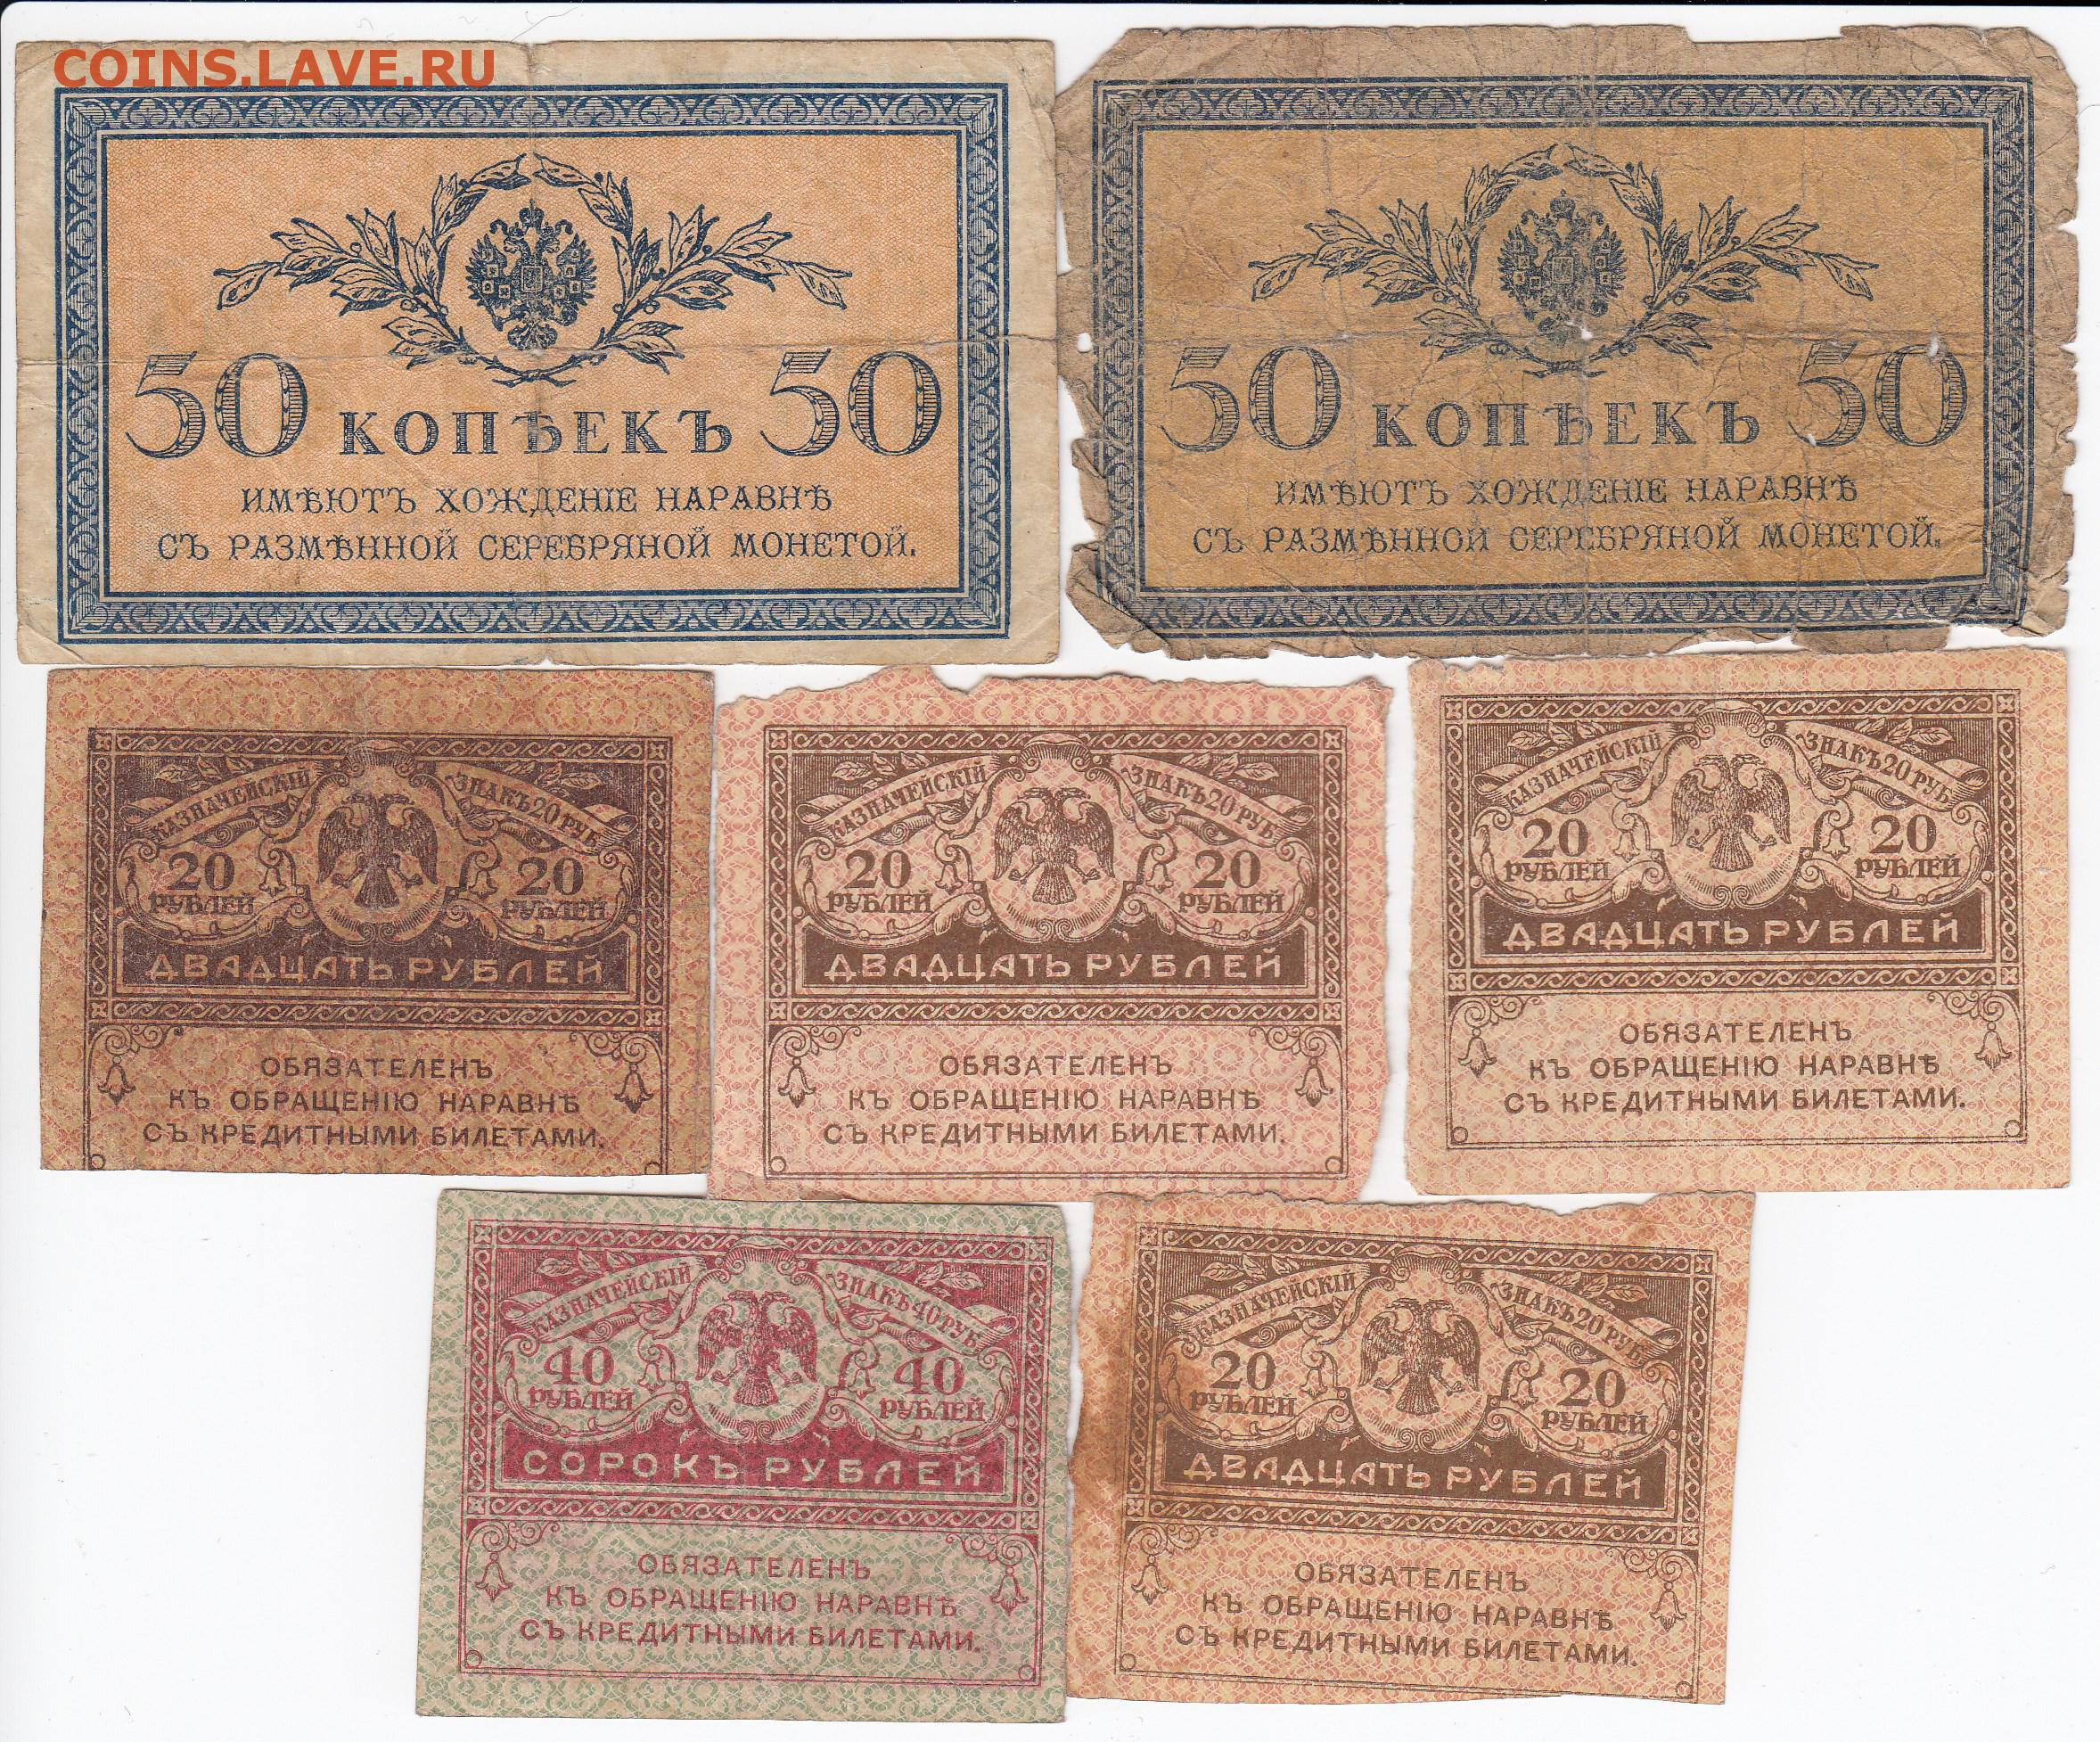 COINS.LAVE.RU
50 КОПѢЕКЪ 50
ИМѢЮТЪ ХОЖДЕНІЕ НАРАВНѢ
СЪ РАЗМѢННОЙ СЕРЕБРЯНОЙ МОНЕТОЙ.
50 КОПѢЕКЪ 50
ИМѢЮТЪ ХОЖДЕНІЕ НАРАВНѢ
СЪ РАЗМѢННОЙ СЕРЕБРЯНОЙ МОНЕТОЙ.
КАЗНАЧЕЙСКІЙ ЗНАКЪ 20 РУБ
20 20
РУБЛЕЙ РУБЛЕЙ
ДВАДЦАТЬ РУБЛЕЙ
ОБЯЗАТЕЛЕНЪ
КЪ ОБРАЩЕНІЮ НАРАВНѢ
СЪ КРЕДИТНЫМИ БИЛЕТАМИ.
КАЗНАЧЕЙСКІЙ ЗНАКЪ 20 РУБ
20 20
РУБЛЕЙ РУБЛЕЙ
ДВАДЦАТЬ РУБЛЕЙ
ОБЯЗАТЕЛЕНЪ
КЪ ОБРАЩЕНІЮ НАРАВНѢ
СЪ КРЕДИТНЫМИ БИЛЕТАМИ.
КАЗНАЧЕЙСКІЙ ЗНАКЪ 20 РУБ
20 20
РУБЛЕЙ РУБЛЕЙ
ДВАДЦАТЬ РУБЛЕЙ
ОБЯЗАТЕЛЕНЪ
КЪ ОБРАЩЕНІЮ НАРАВНѢ
СЪ КРЕДИТНЫМИ БИЛЕТАМИ.
КАЗНАЧЕЙСКІЙ ЗНАКЪ 40 РУБ
40 40
РУБЛЕЙ РУБЛЕЙ
СОРОКЪ РУБЛЕЙ
ОБЯЗАТЕЛЕНЪ
КЪ ОБРАЩЕНІЮ НАРАВНѢ
СЪ КРЕДИТНЫМИ БИЛЕТАМИ.
КАЗНАЧЕЙСКІЙ ЗНАКЪ 20 РУБ
20 20
РУБЛЕЙ РУБЛЕЙ
ДВАДЦАТЬ РУБЛЕЙ
ОБЯЗАТЕЛЕНЪ
КЪ ОБРАЩЕНІЮ НАРАВНѢ
СЪ КРЕДИТНЫМИ БИЛЕТАМИ.